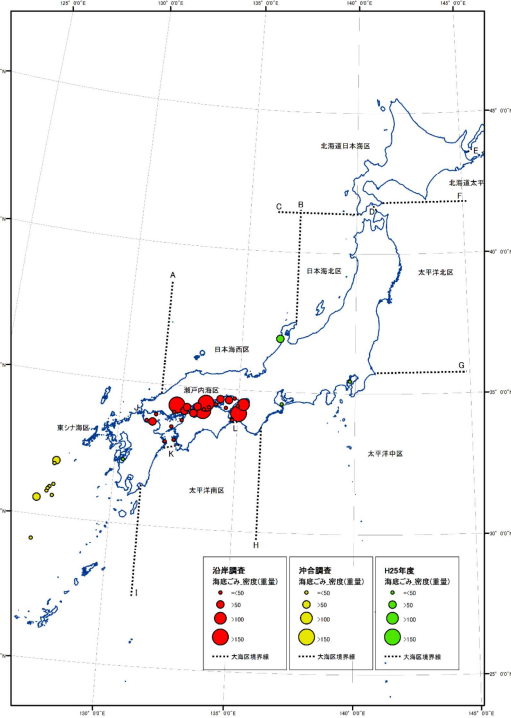 125° 0'0"E
130° 0'0"E
135° 0'0"E
140° 0'0"E
145° 0'0"E
北海道日本海区
45° 0'0"N
E
北海道太平
F
C
B
D
40° 0'0"N
A
日本海北区
太平洋北区
日本海西区
G
35° 0'0"N
瀬戸内海区
東シナ海区
L
K
太平洋中区
太平洋南区
30° 0'0"N
H
I
沿岸調査
海底ごみ_密度(重量)
=<50
>50
>100
>150
大海区境界線
沖合調査
海底ごみ_密度(重量)
=<50
>50
>100
>150
大海区境界線
H25年度
海底ごみ_密度(重量)
=<50
>50
>100
>150
大海区境界線
25° 0'0"N
135° 0'0"E
140° 0'0"E
145° 0'0"E